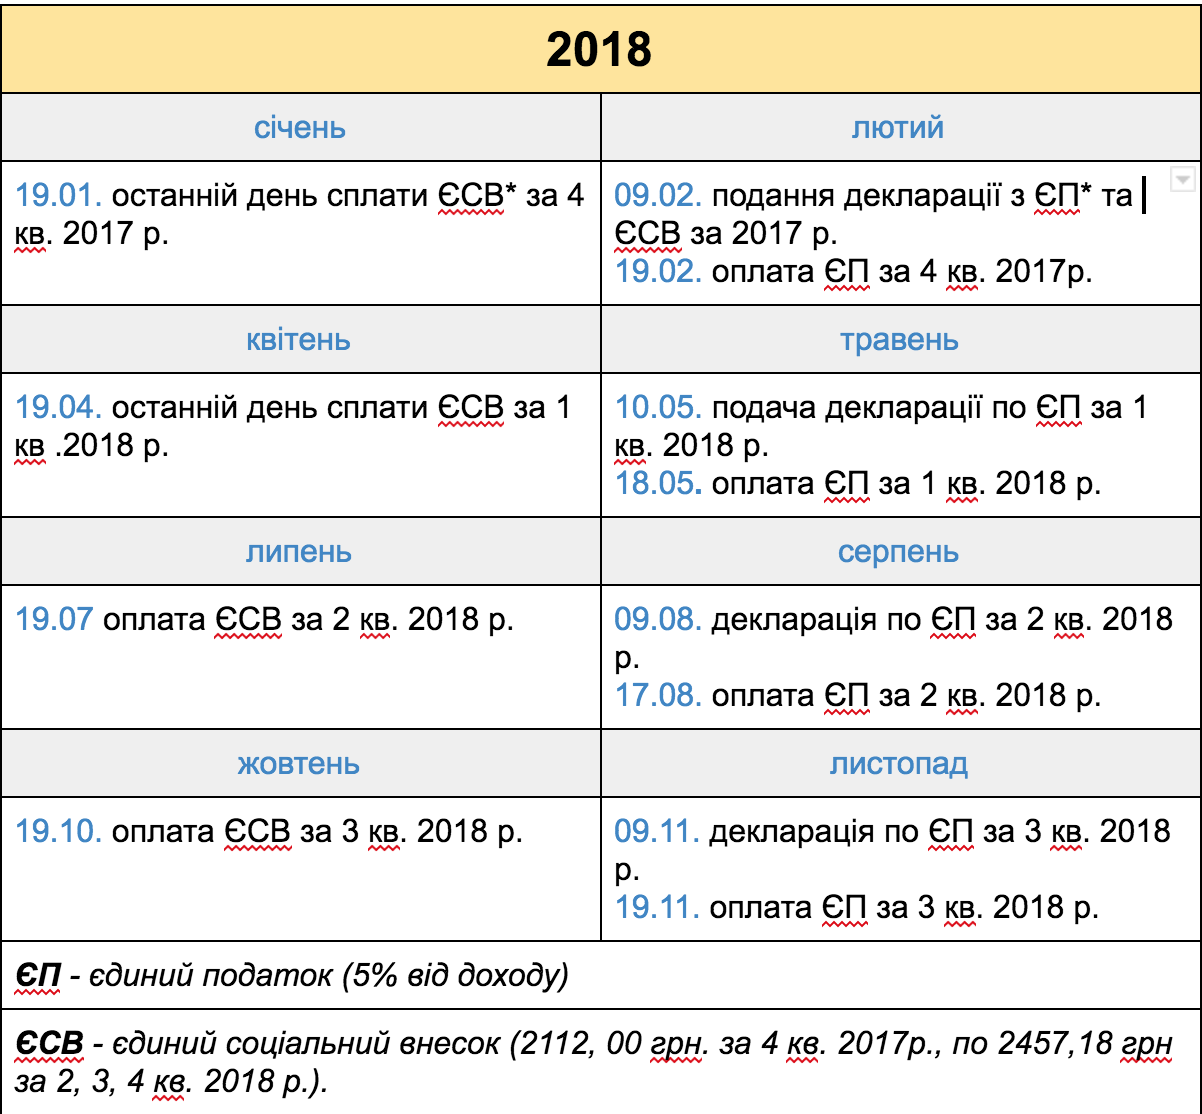 2018
січень
лютий
19.01. останній день сплати ЄСВ* за 4
кв. 2017 р.
09.02. подання декларації з ЄП* та
ЄСВ за 2017 р.
19.02. оплата ЄП за 4 кв. 2017р.
квітень
травень
19.04. останній день сплати ЄСВ за 1
кв .2018 р.
10.05. подача декларації по ЄП за 1
кв. 2018 р.
18.05. оплата ЄП за 1 кв. 2018 р.
липень
серпень
19.07 оплата ЄСВ за 2 кв. 2018 р.
09.08. декларація по ЄП за 2 кв. 2018
р.
17.08. оплата ЄП за 2 кв. 2018 р.
жовтень
листопад
19.10. оплата ЄСВ за 3 кв. 2018 р.
09.11. декларація по ЄП за 3 кв. 2018
р.
19.11. оплата ЄП за 3 кв. 2018 р.
ЄП - єдиний податок (5% від доходу)
ЄСВ - єдиний соціальний внесок (2112, 00 грн. за 4 кв. 2017р., по 2457,18 грн
за 2, 3, 4 кв. 2018 р.).